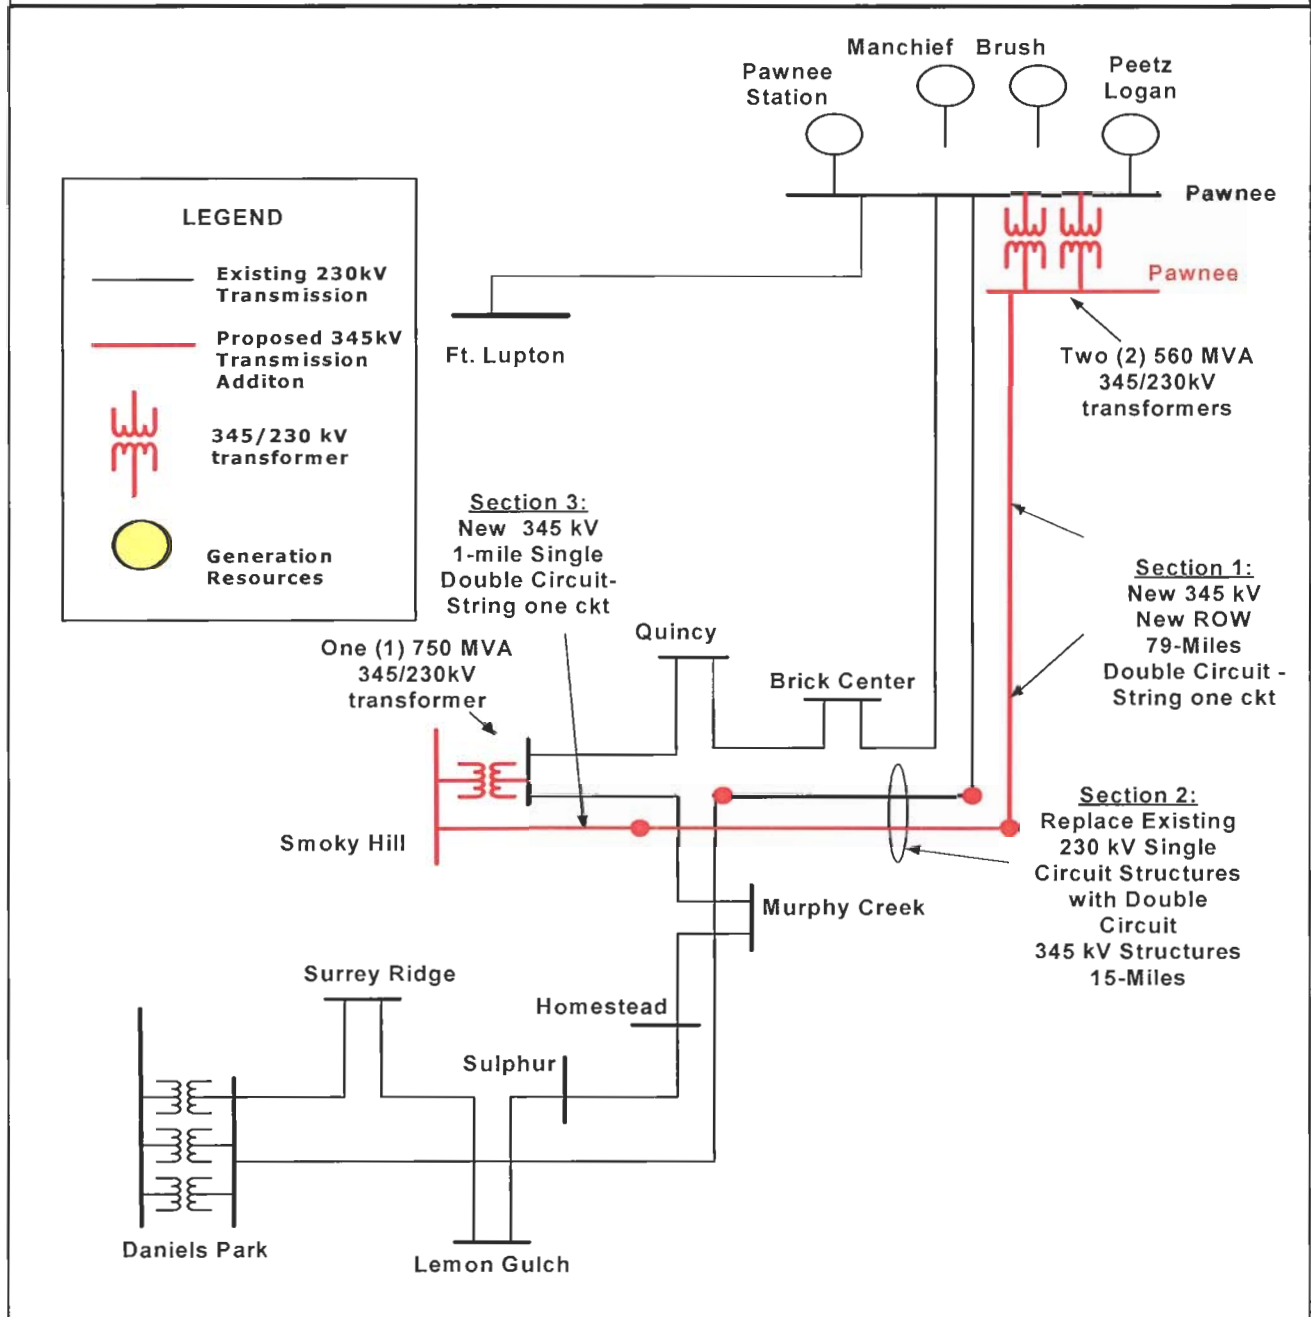 Manchief Brush
Pawnee
Station
Peetz
Logan
Pawnee
Pawnee
LEGEND
Existing 230kV
Transmission
Proposed 345kV
Transmission
Additon
345/230 kV
transformer
Generation
Resources
Ft. Lupton
Two (2) 560 MVA
345/230kV
transformers
Section 3:
New 345 kV
1-mile Single
Double Circuit-
String one ckt
Section 1:
New 345 kV
New ROW
79-Miles
Double Circuit -
String one ckt
One (1) 750 MVA
345/230kV
transformer
Quincy
Brick Center
Smoky Hill
Section 2:
Replace Existing
230 kV Single
Circuit Structures
with Double
Circuit
345 kV Structures
15-Miles
Murphy Creek
Surrey Ridge
Homestead
Sulphur
Daniels Park
Lemon Gulch